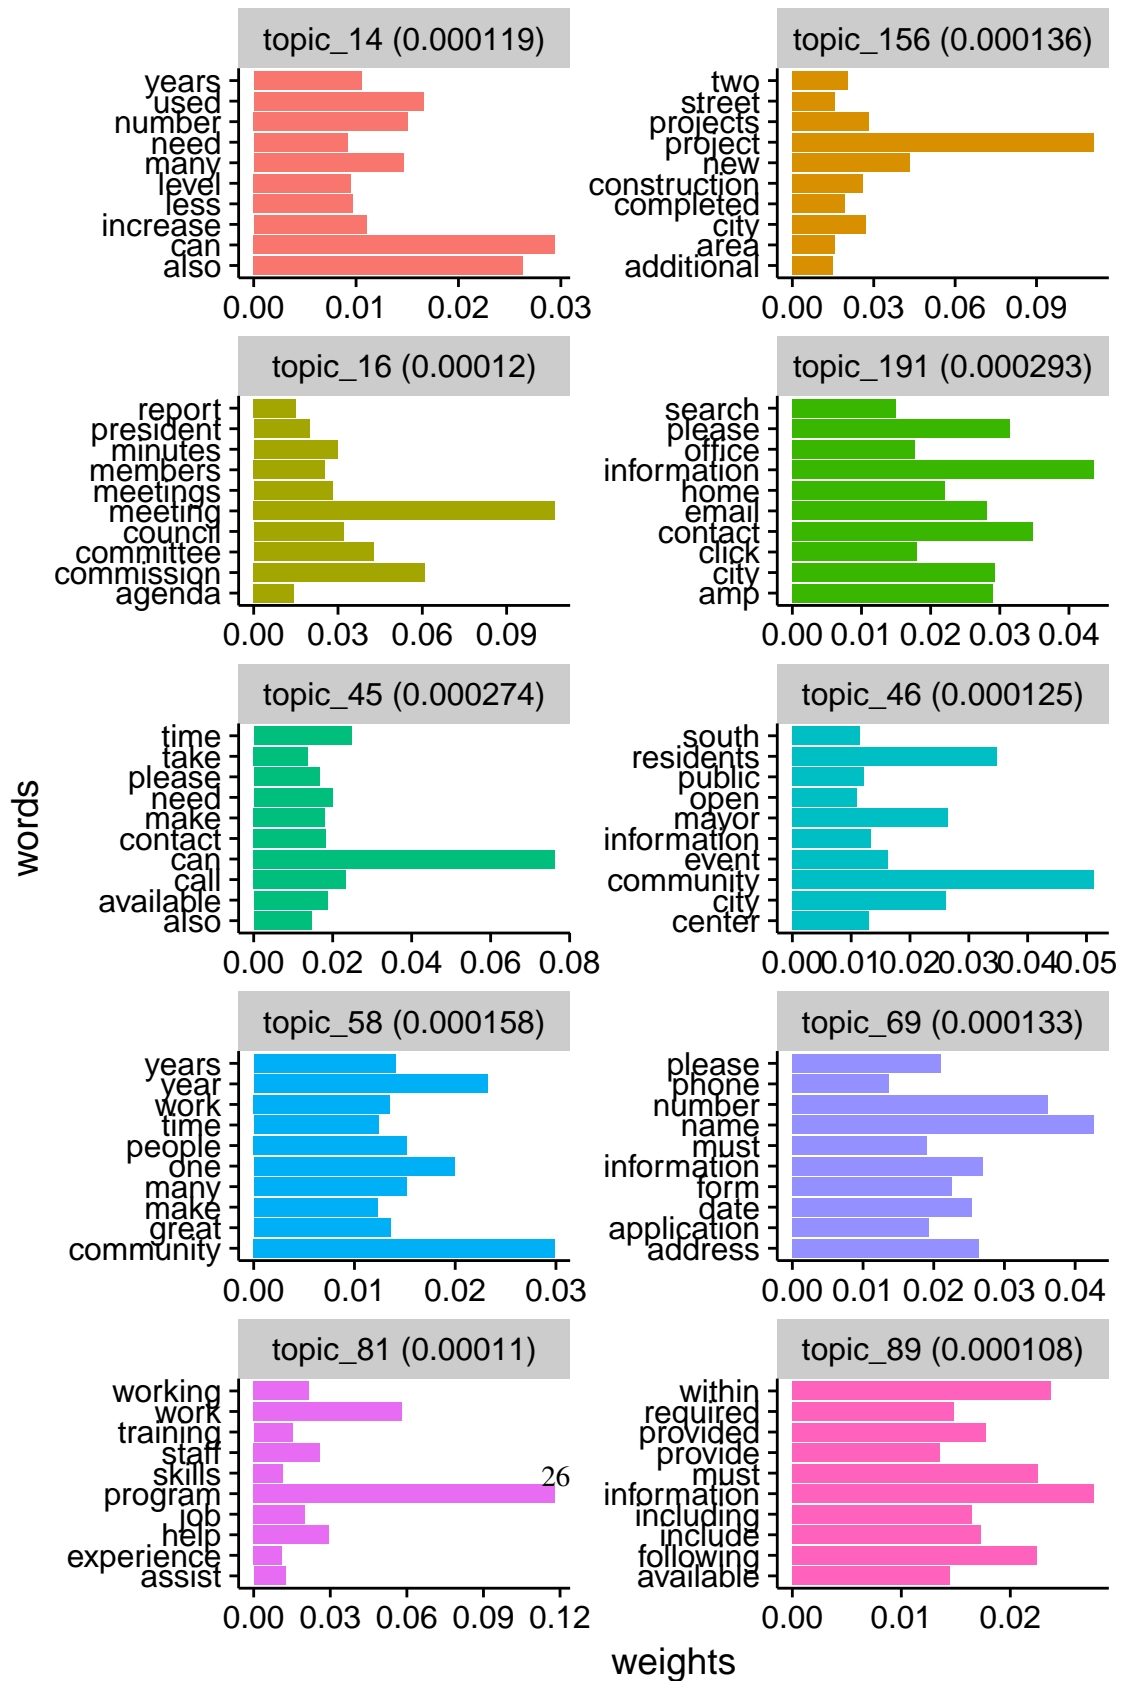 topic_14 (0.000119)
years
used
number
need
many
level
less
increase
can
also
0.00 0.01 0.02 0.03
topic_156 (0.000136)
two
street
projects
project
new
construction
completed
city
area
additional
0.00 0.03 0.06 0.09
topic_16 (0.00012)
report
president
minutes
members
meetings
meeting
council
committee
commission
agenda
0.00 0.03 0.06 0.09
topic_191 (0.000293)
search
please
office
information
home
email
contact
click
city
amp
0.00 0.01 0.02 0.03 0.04
topic_45 (0.000274)
time
take
please
need
make
contact
can
call
available
also
0.00 0.02 0.04 0.06 0.08
topic_46 (0.000125)
south
residents
public
open
mayor
information
event
community
city
center
0.00 0.01 0.02 0.03 0.04 0.05
words
topic_58 (0.000158)
years
year
work
time
people
one
many
make
great
community
0.00 0.01 0.02 0.03
topic_69 (0.000133)
please
phone
number
name
must
information
form
date
application
address
0.00 0.01 0.02 0.03 0.04
topic_81 (0.00011)
working
work
training
staff
skills
program
job
help
experience
assist
0.00 0.03 0.06 0.09 0.12
26
topic_89 (0.000108)
within
required
provided
provide
must
information
including
include
following
available
0.00 0.01 0.02
weights